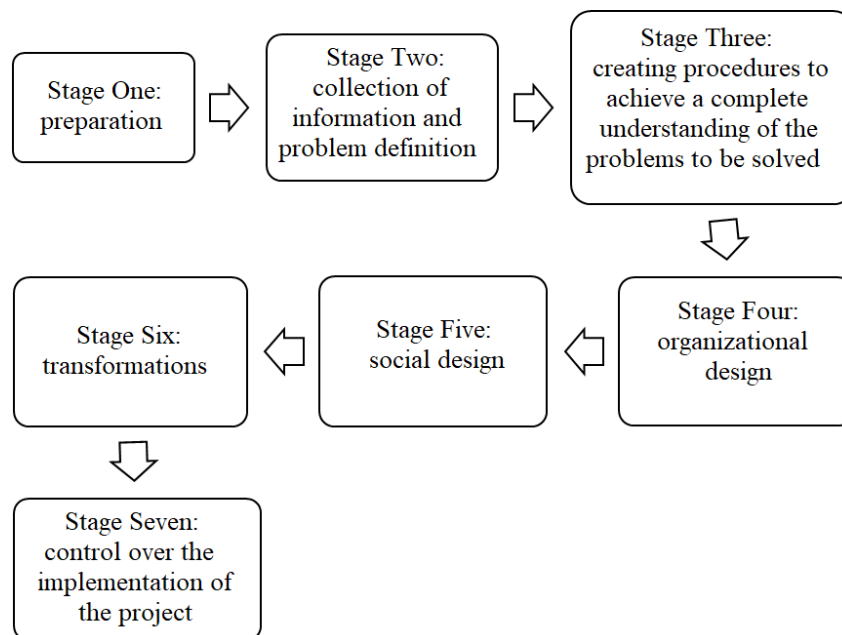 Stage One:
preparation
Stage Two:
collection of
information and
problem definition
Stage Three:
creating procedures to
achieve a complete
understanding of the
problems to be solved
Stage Four:
organizational
design
Stage Five:
social design
Stage Six:
transformations
Stage Seven:
control over the
implementation of
the project